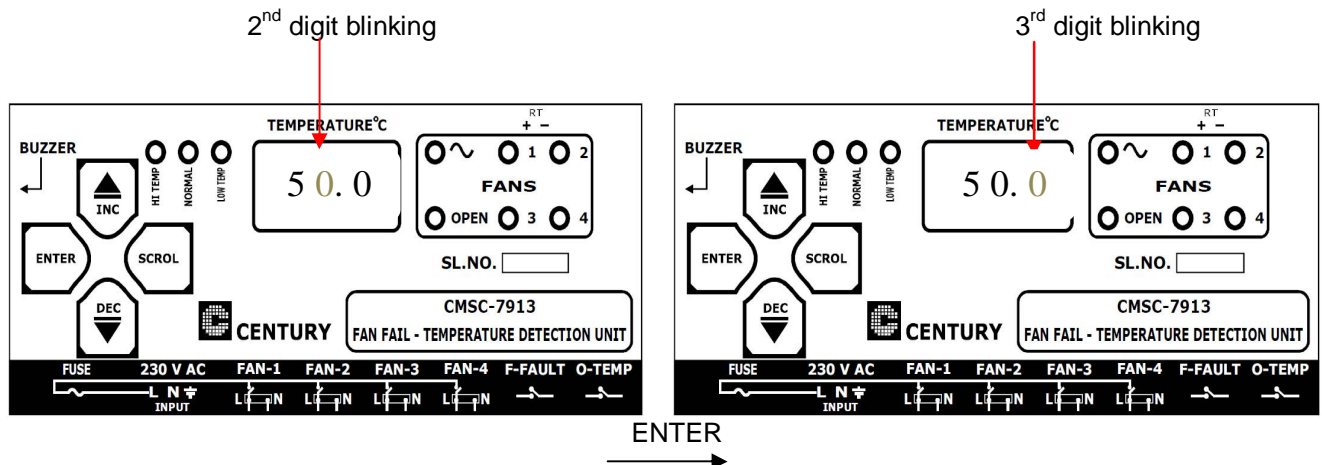 2nd digit blinking
TEMPERATURE°C
RT
+ −
BUZZER
HI TEMP
NORMAL
LOW TEMP
INC
5 0. 0
1
2
FANS
OPEN
3
4
ENTER
SCROL
SL.NO.
DEC
CENTURY
CMSC-7913
FAN FAIL - TEMPERATURE DETECTION UNIT
FUSE
230 V AC
FAN-1
FAN-2
FAN-3
FAN-4
F-FAULT
O-TEMP
L N
INPUT
L N
L N
L N
L N
3rd digit blinking
TEMPERATURE°C
RT
+ −
BUZZER
HI TEMP
NORMAL
LOW TEMP
INC
5 0. 0
1
2
FANS
OPEN
3
4
ENTER
SCROL
SL.NO.
DEC
CENTURY
CMSC-7913
FAN FAIL - TEMPERATURE DETECTION UNIT
FUSE
230 V AC
FAN-1
FAN-2
FAN-3
FAN-4
F-FAULT
O-TEMP
L N
INPUT
L N
L N
L N
L N
ENTER